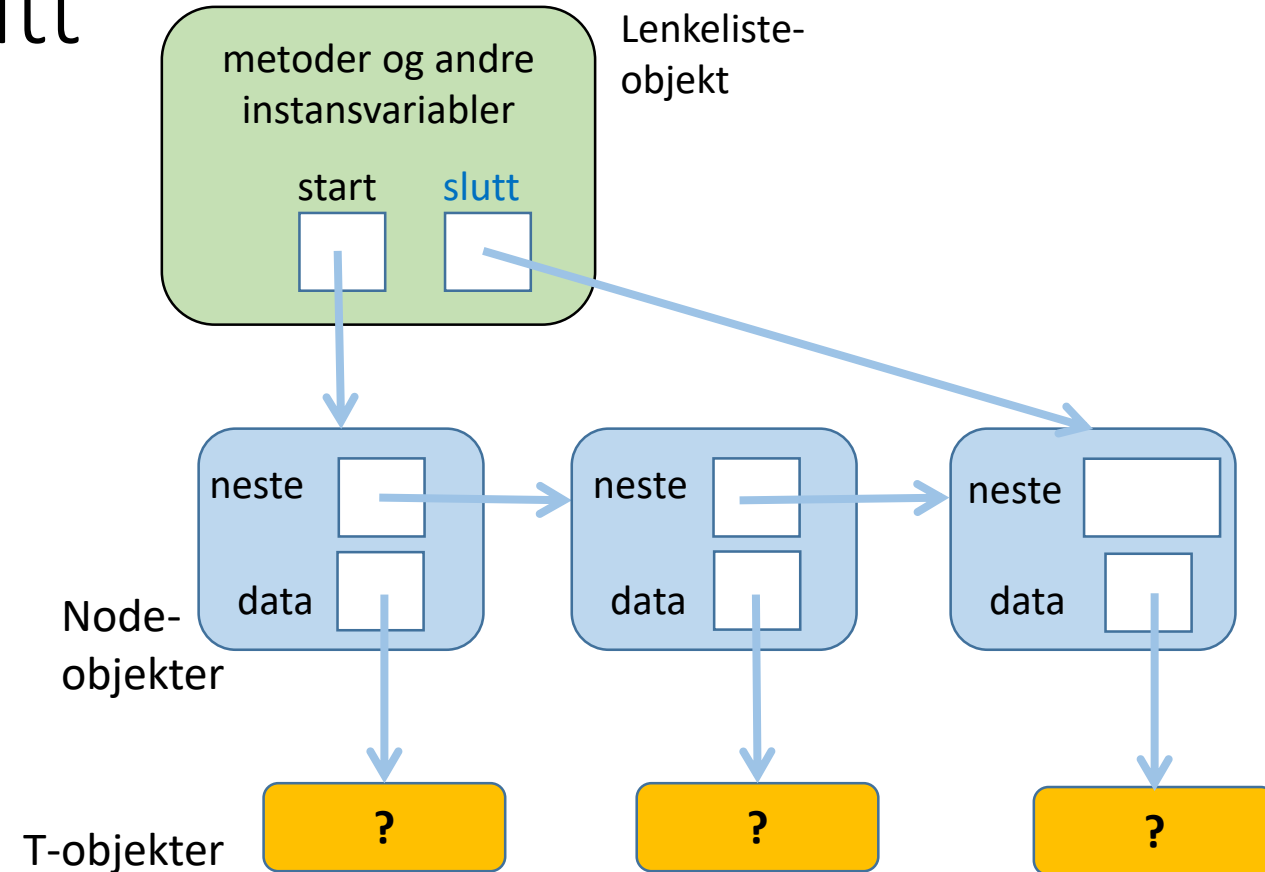 metoder og andre
instansvariabler
Lenkeliste-
objekt
start slutt
neste neste neste
data data data
Node-
objekter
? ? ?
T-objekter